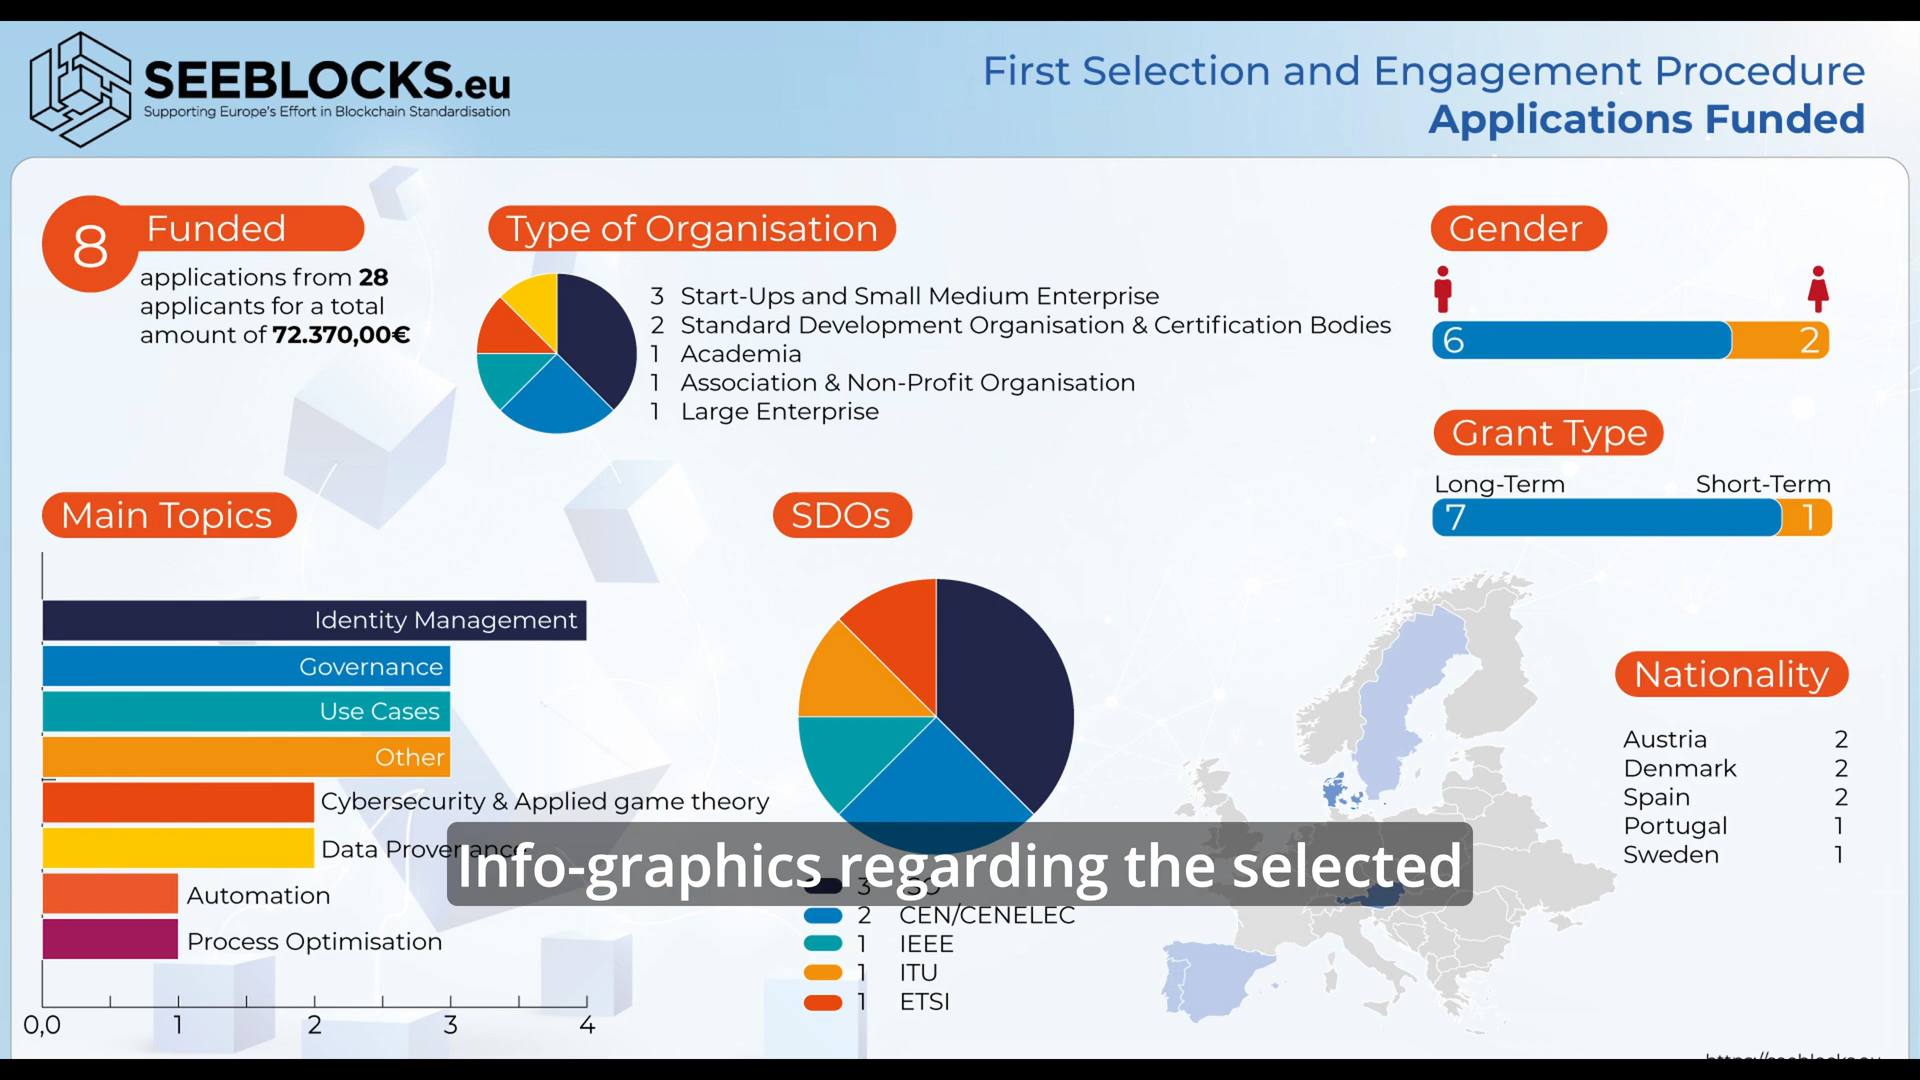 SEEBLOCKS.eu
Supporting Europe's Effort in Blockchain Standardisation
First Selection and Engagement Procedure
Applications Funded
8 Funded
applications from 28
applicants for a total
amount of 72.370,00€
Type of Organisation
3 Start-Ups and Small Medium Enterprise
2 Standard Development Organisation & Certification Bodies
1 Academia
1 Association & Non-Profit Organisation
1 Large Enterprise
Gender
6 2
Grant Type
Long-Term Short-Term
7 1
Main Topics
Identity Management
Governance
Use Cases
Other
Cybersecurity & Applied game theory
Data Provenance
Automation
Process Optimisation
0,0 1 2 3 4
SDOs
3
2 CEN/CENELEC
1 IEEE
1 ITU
1 ETSI
Nationality
Austria 2
Denmark 2
Spain 2
Portugal 1
Sweden 1
Info-graphics regarding the selected